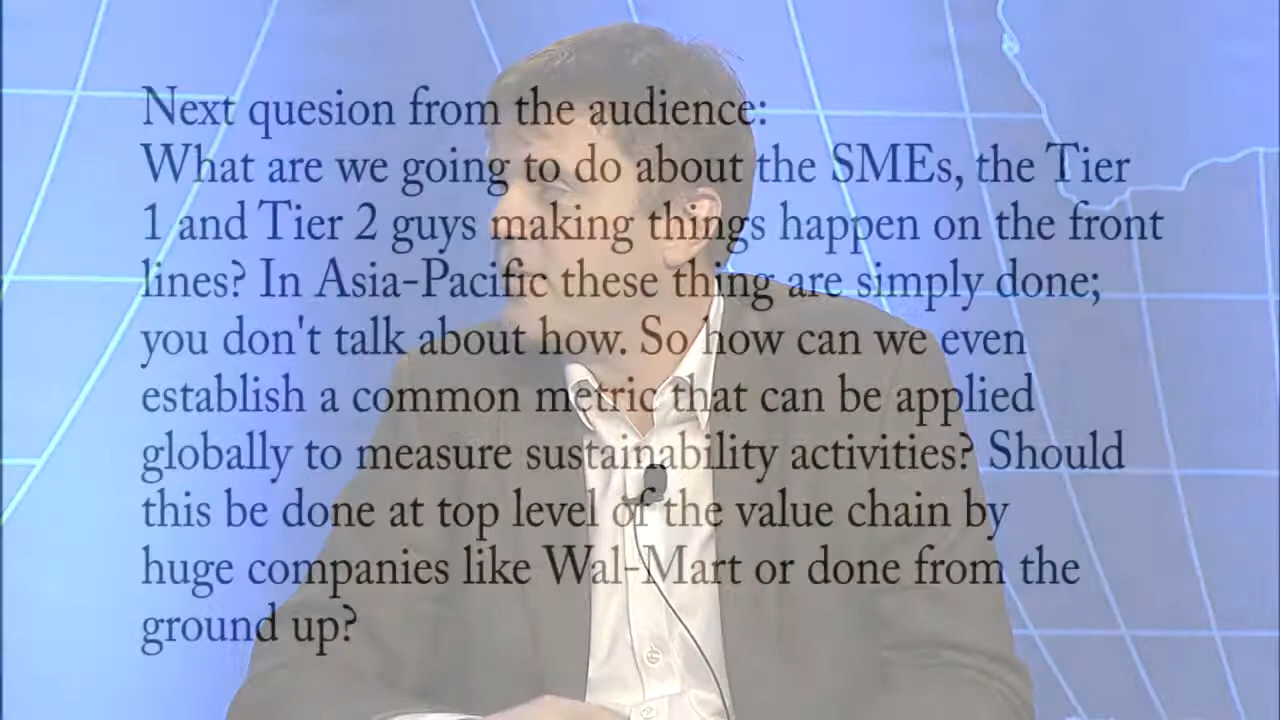 Next quesion from the audience:
What are we going to do about the SMEs, the Tier
1 and Tier 2 guys making things happen on the front
lines? In Asia-Pacific these thing are simply done;
you don't talk about how. So how can we even
establish a common metric that can be applied
globally to measure sustainability activities? Should
this be done at top level of the value chain by
huge companies like Wal-Mart or done from the
ground up?